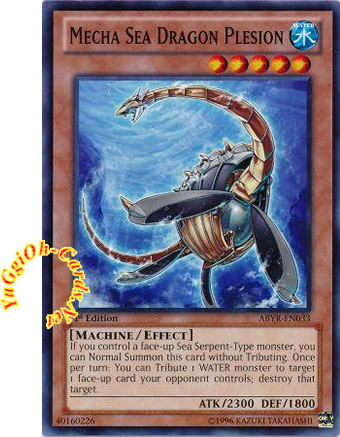 MECHA SEA DRAGON PLESION
WATER
水
YuGgiOh-Cards.Net
1st Edition
ABYR-EN033
[MACHINE / EFFECT]
If you control a face-up Sea Serpent-Type monster, you
can Normal Summon this card without Tributing. Once
per turn: You can Tribute 1 WATER monster to target
1 face-up card your opponent controls; destroy that
target.
ATK/2300 DEF/1800
40160226
©1996 KAZUKI TAKAHASHI